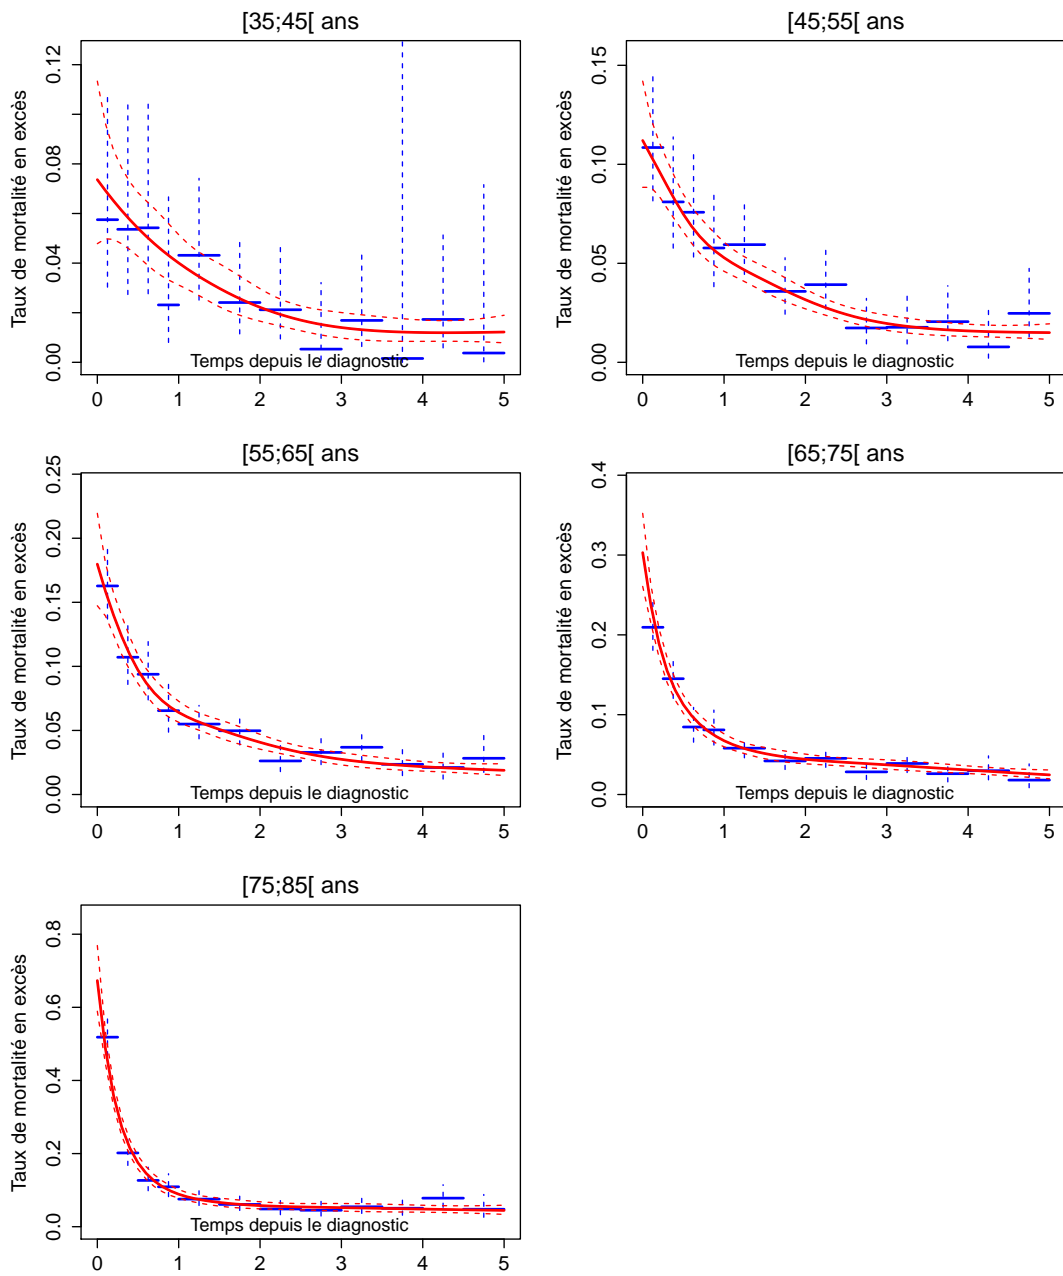 [35;45[ ans
Taux de mortalité en excès
0.00 0.04 0.08 0.12
Temps depuis le diagnostic
0 1 2 3 4 5
[45;55[ ans
Taux de mortalité en excès
0.00 0.05 0.10 0.15
Temps depuis le diagnostic
0 1 2 3 4 5
[55;65[ ans
Taux de mortalité en excès
0.00 0.05 0.10 0.15 0.20 0.25
Temps depuis le diagnostic
0 1 2 3 4 5
[65;75[ ans
Taux de mortalité en excès
0.0 0.1 0.2 0.3 0.4
Temps depuis le diagnostic
0 1 2 3 4 5
[75;85[ ans
Taux de mortalité en excès
0.0 0.2 0.4 0.6 0.8
Temps depuis le diagnostic
0 1 2 3 4 5